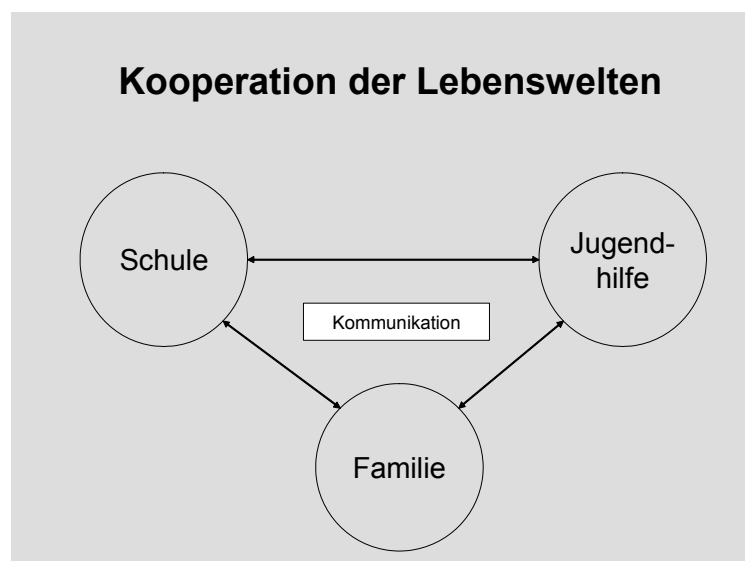 Kooperation der Lebenswelten
Schule
Jugend-
hilfe
Kommunikation
Familie